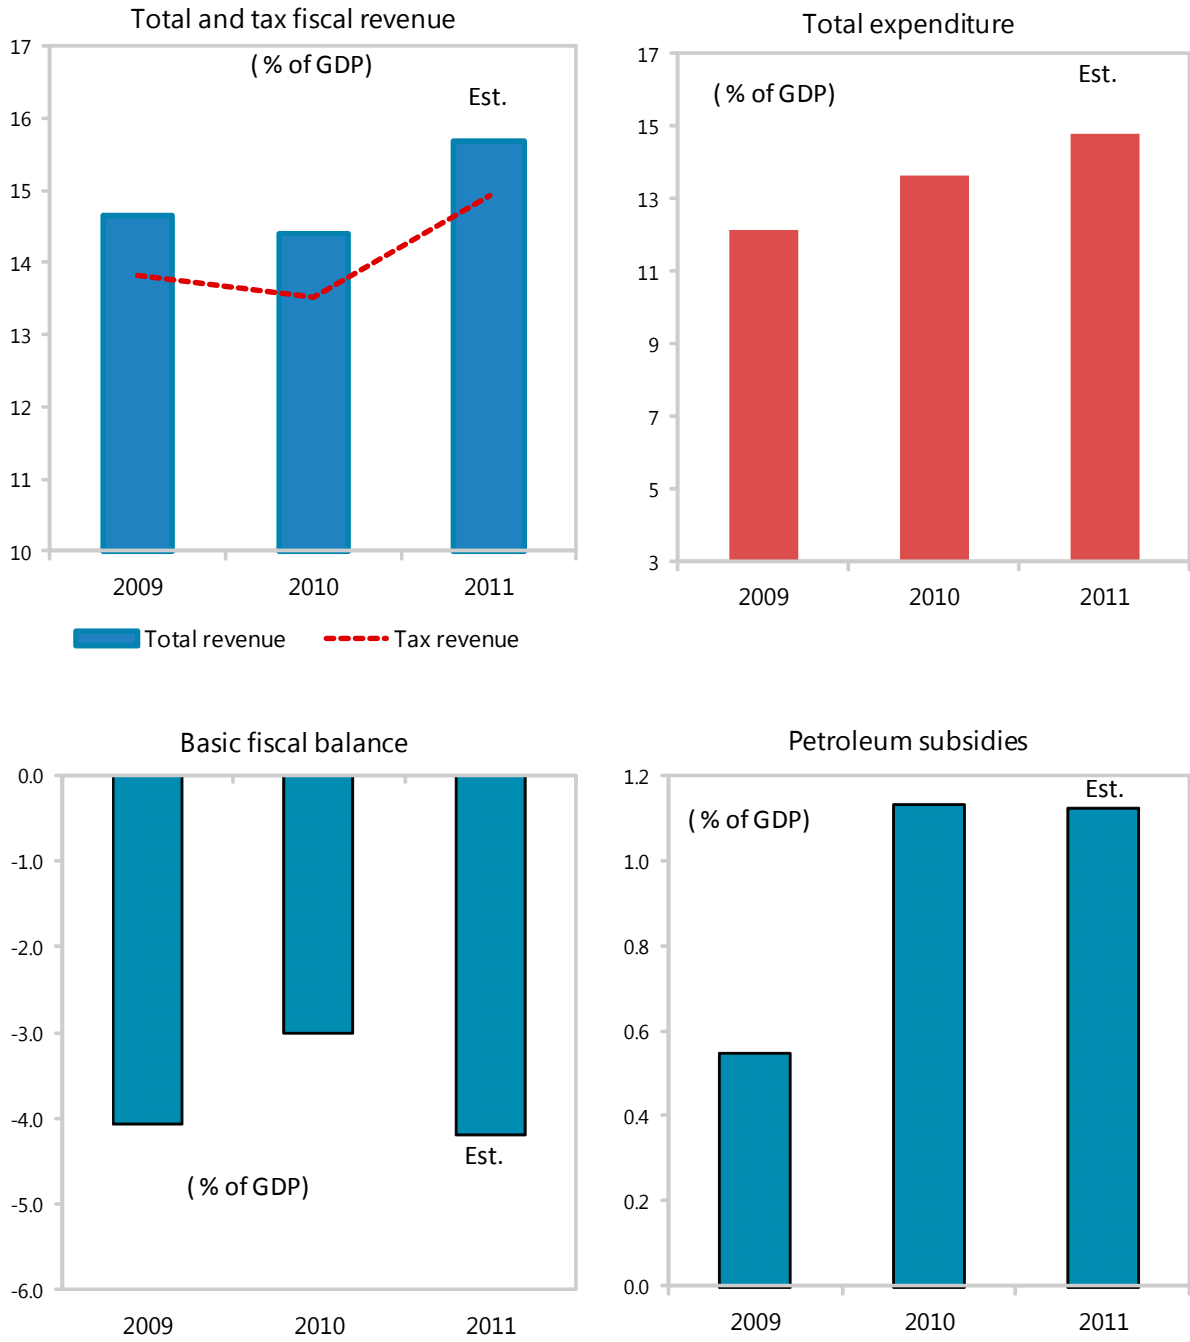 Total and tax fiscal revenue
( % of GDP)
Est.
17
16
15
14
13
12
11
10
2009 2010 2011
Total revenue Tax revenue
Total expenditure
( % of GDP)
Est.
17
15
13
11
9
7
5
3
2009 2010 2011
Basic fiscal balance
0.0
-1.0
-2.0
-3.0
-4.0
-5.0
-6.0
Est.
( % of GDP)
2009 2010 2011
Petroleum subsidies
Est.
( % of GDP)
1.2
1.0
0.8
0.6
0.4
0.2
0.0
2009 2010 2011